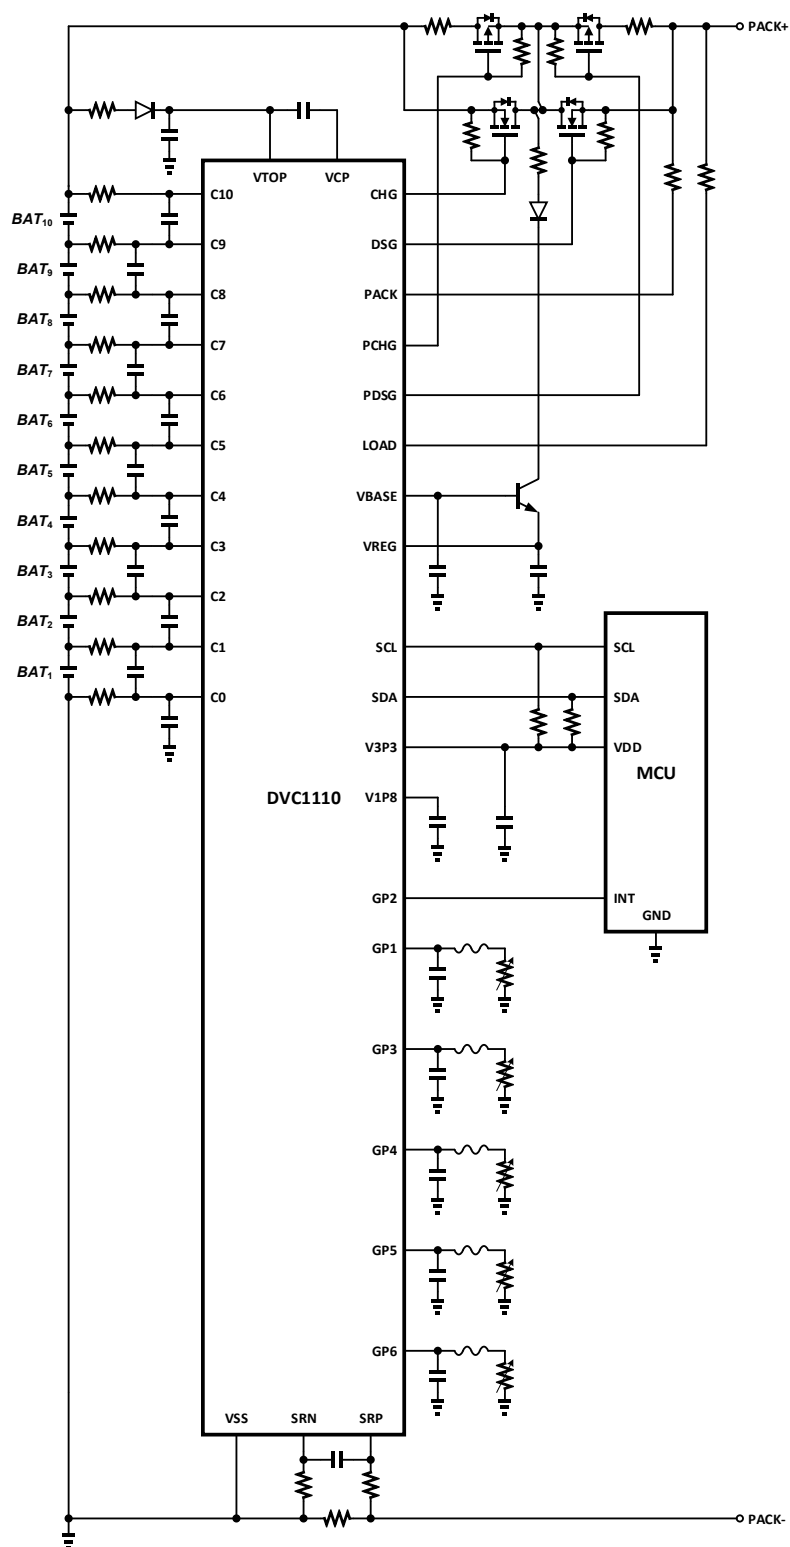 PACK+
VTOP VCP
C10 CHG
BAT₁₀
C9 DSG
BAT₉
C8 PACK
BAT₈
C7 PCHG
BAT₇
C6 PDSG
BAT₆
C5 LOAD
BAT₅
C4 VBASE
BAT₄
C3 VREG
BAT₃
C2
BAT₂
C1 SCL SCL
BAT₁
C0 SDA SDA
V3P3 VDD
MCU
DVC1110 V1P8
GP2 INT
GND
GP1
GP3
GP4
GP5
GP6
VSS SRN SRP
PACK-